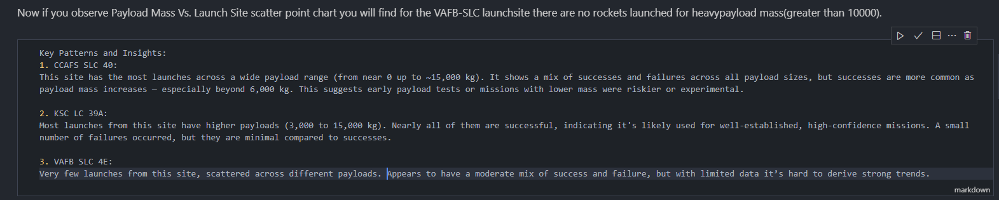 Now if you observe Payload Mass Vs. Launch Site scatter point chart you will find for the VAFB-SLC launchsite there are no rockets launched for heavypayload mass(greater than 10000).
Key Patterns and Insights:
1. CCAFS SLC 40:
This site has the most launches across a wide payload range (from near 0 up to ~15,000 kg). It shows a mix of successes and failures across all payload sizes, but successes are more common as
payload mass increases — especially beyond 6,000 kg. This suggests early payload tests or missions with lower mass were riskier or experimental.
2. KSC LC 39A:
Most launches from this site have higher payloads (3,000 to 15,000 kg). Nearly all of them are successful, indicating it's likely used for well-established, high-confidence missions. A small
number of failures occurred, but they are minimal compared to successes.
3. VAFB SLC 4E:
Very few launches from this site, scattered across different payloads. Appears to have a moderate mix of success and failure, but with limited data it’s hard to derive strong trends.
markdown